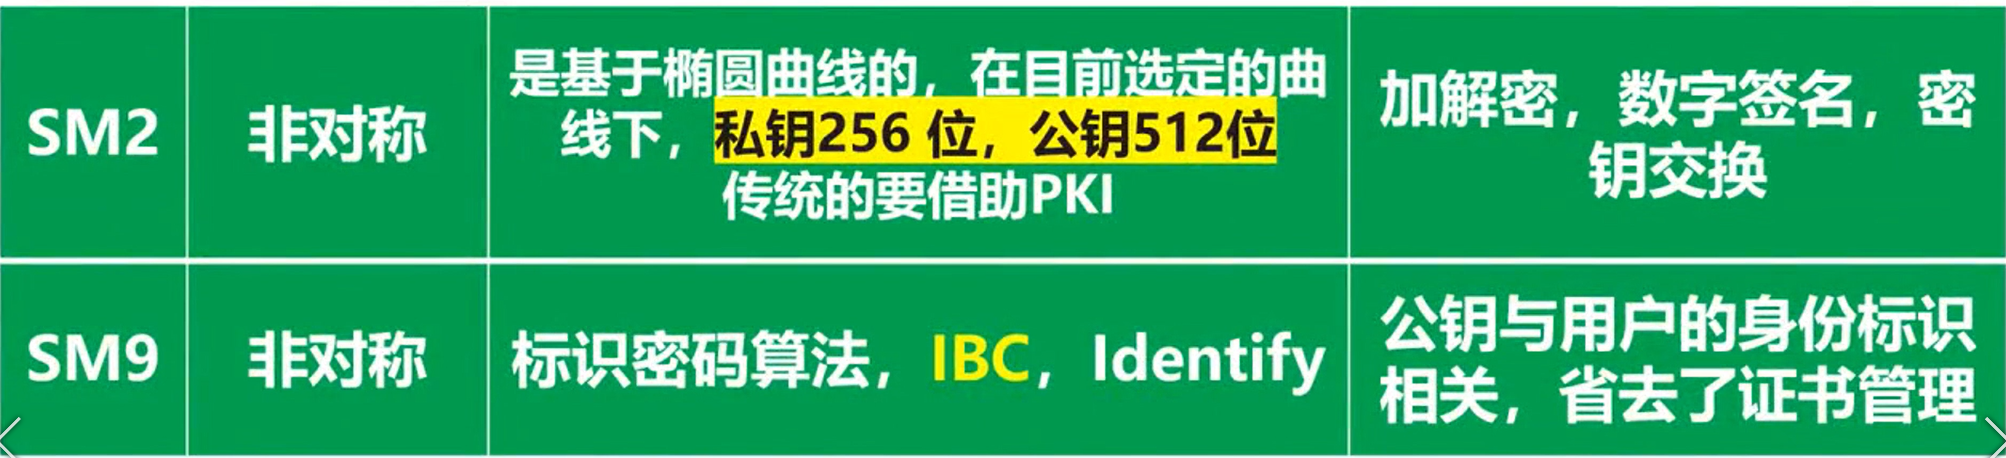 SM2
非对称
是基于椭圆曲线的，在目前选定的曲
线下，私钥256 位，公钥512位
传统的要借助PKI
加解密，数字签名，密
钥交换
SM9
非对称
标识密码算法，IBC，Identify
公钥与用户的身份标识
相关，省去了证书管理